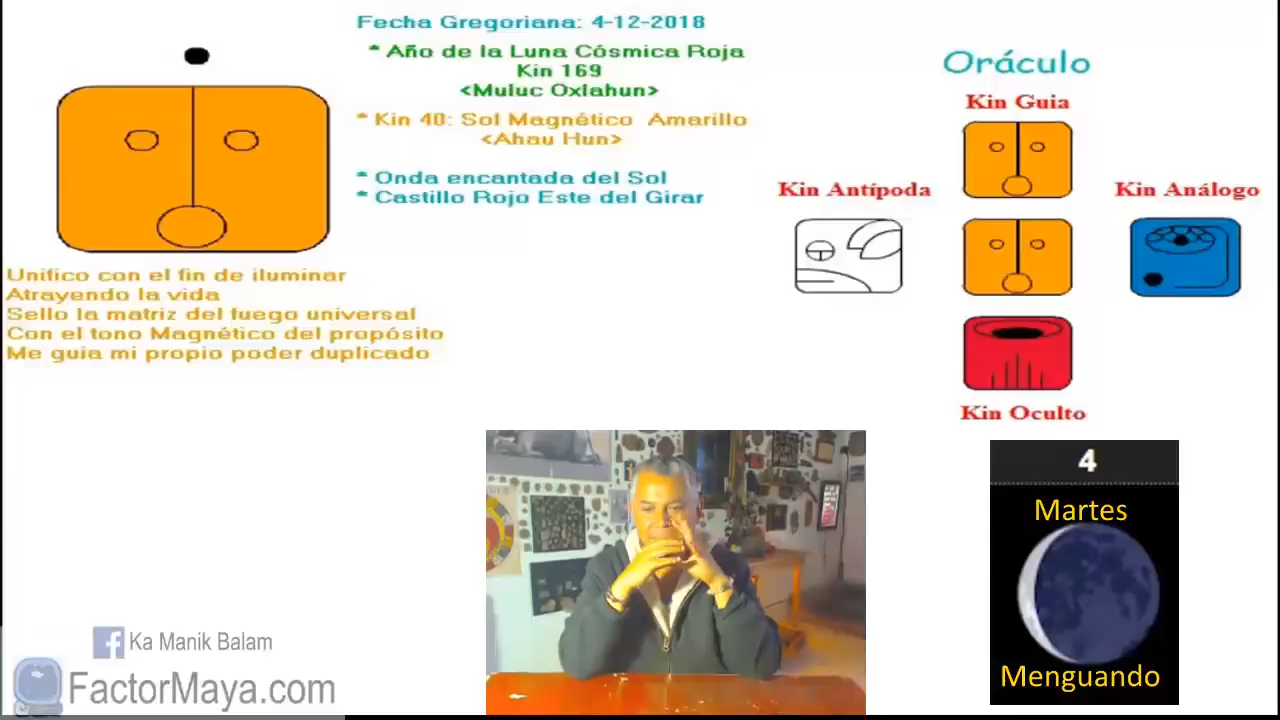 Fecha Gregoriana: 4-12-2018
* Año de la Luna Cósmica Roja
Kin 169
<Muluc Oxlahun>
* Kin 40: Sol Magnético Amarillo
<Ahau Hun>
* Onda encantada del Sol
* Castillo Rojo Este del Girar
Unifico con el fin de iluminar
Atrayendo la vida
Sello la matriz del fuego universal
Con el tono Magnético del propósito
Me guia mi propio poder duplicado
Oráculo
Kin Guia
Kin Antípoda
Kin Análogo
Kin Oculto
4
Martes
Menguando
Ka Manik Balam
FactorMaya.com